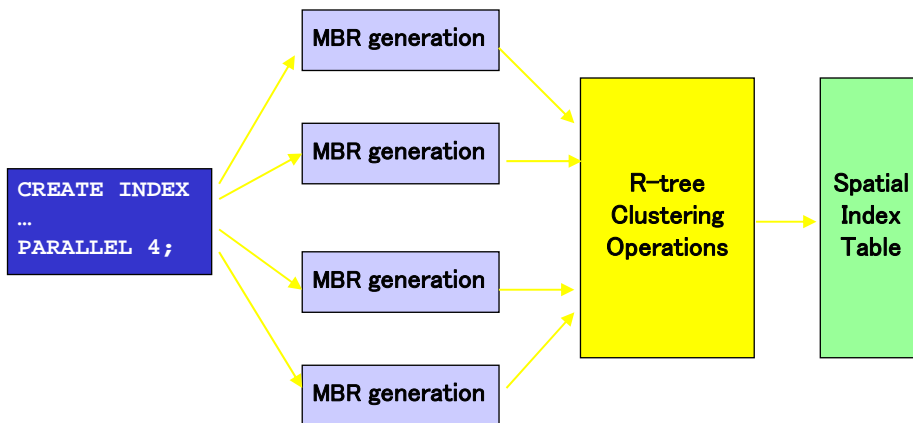 MBR generation
MBR generation
CREATE INDEX
…
PARALLEL 4;
MBR generation
MBR generation
R-tree
Clustering
Operations
Spatial
Index
Table